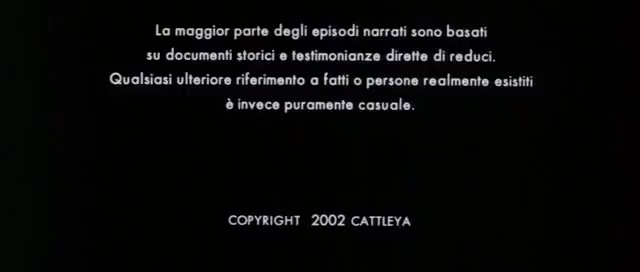 La maggior parte degli episodi narrati sono basati
su documenti storici e testimonianze dirette di reduci.
Qualsiasi ulteriore riferimento a fatti o persone realmente esistiti
è invece puramente casuale.
COPYRIGHT 2002 CATTLEYA